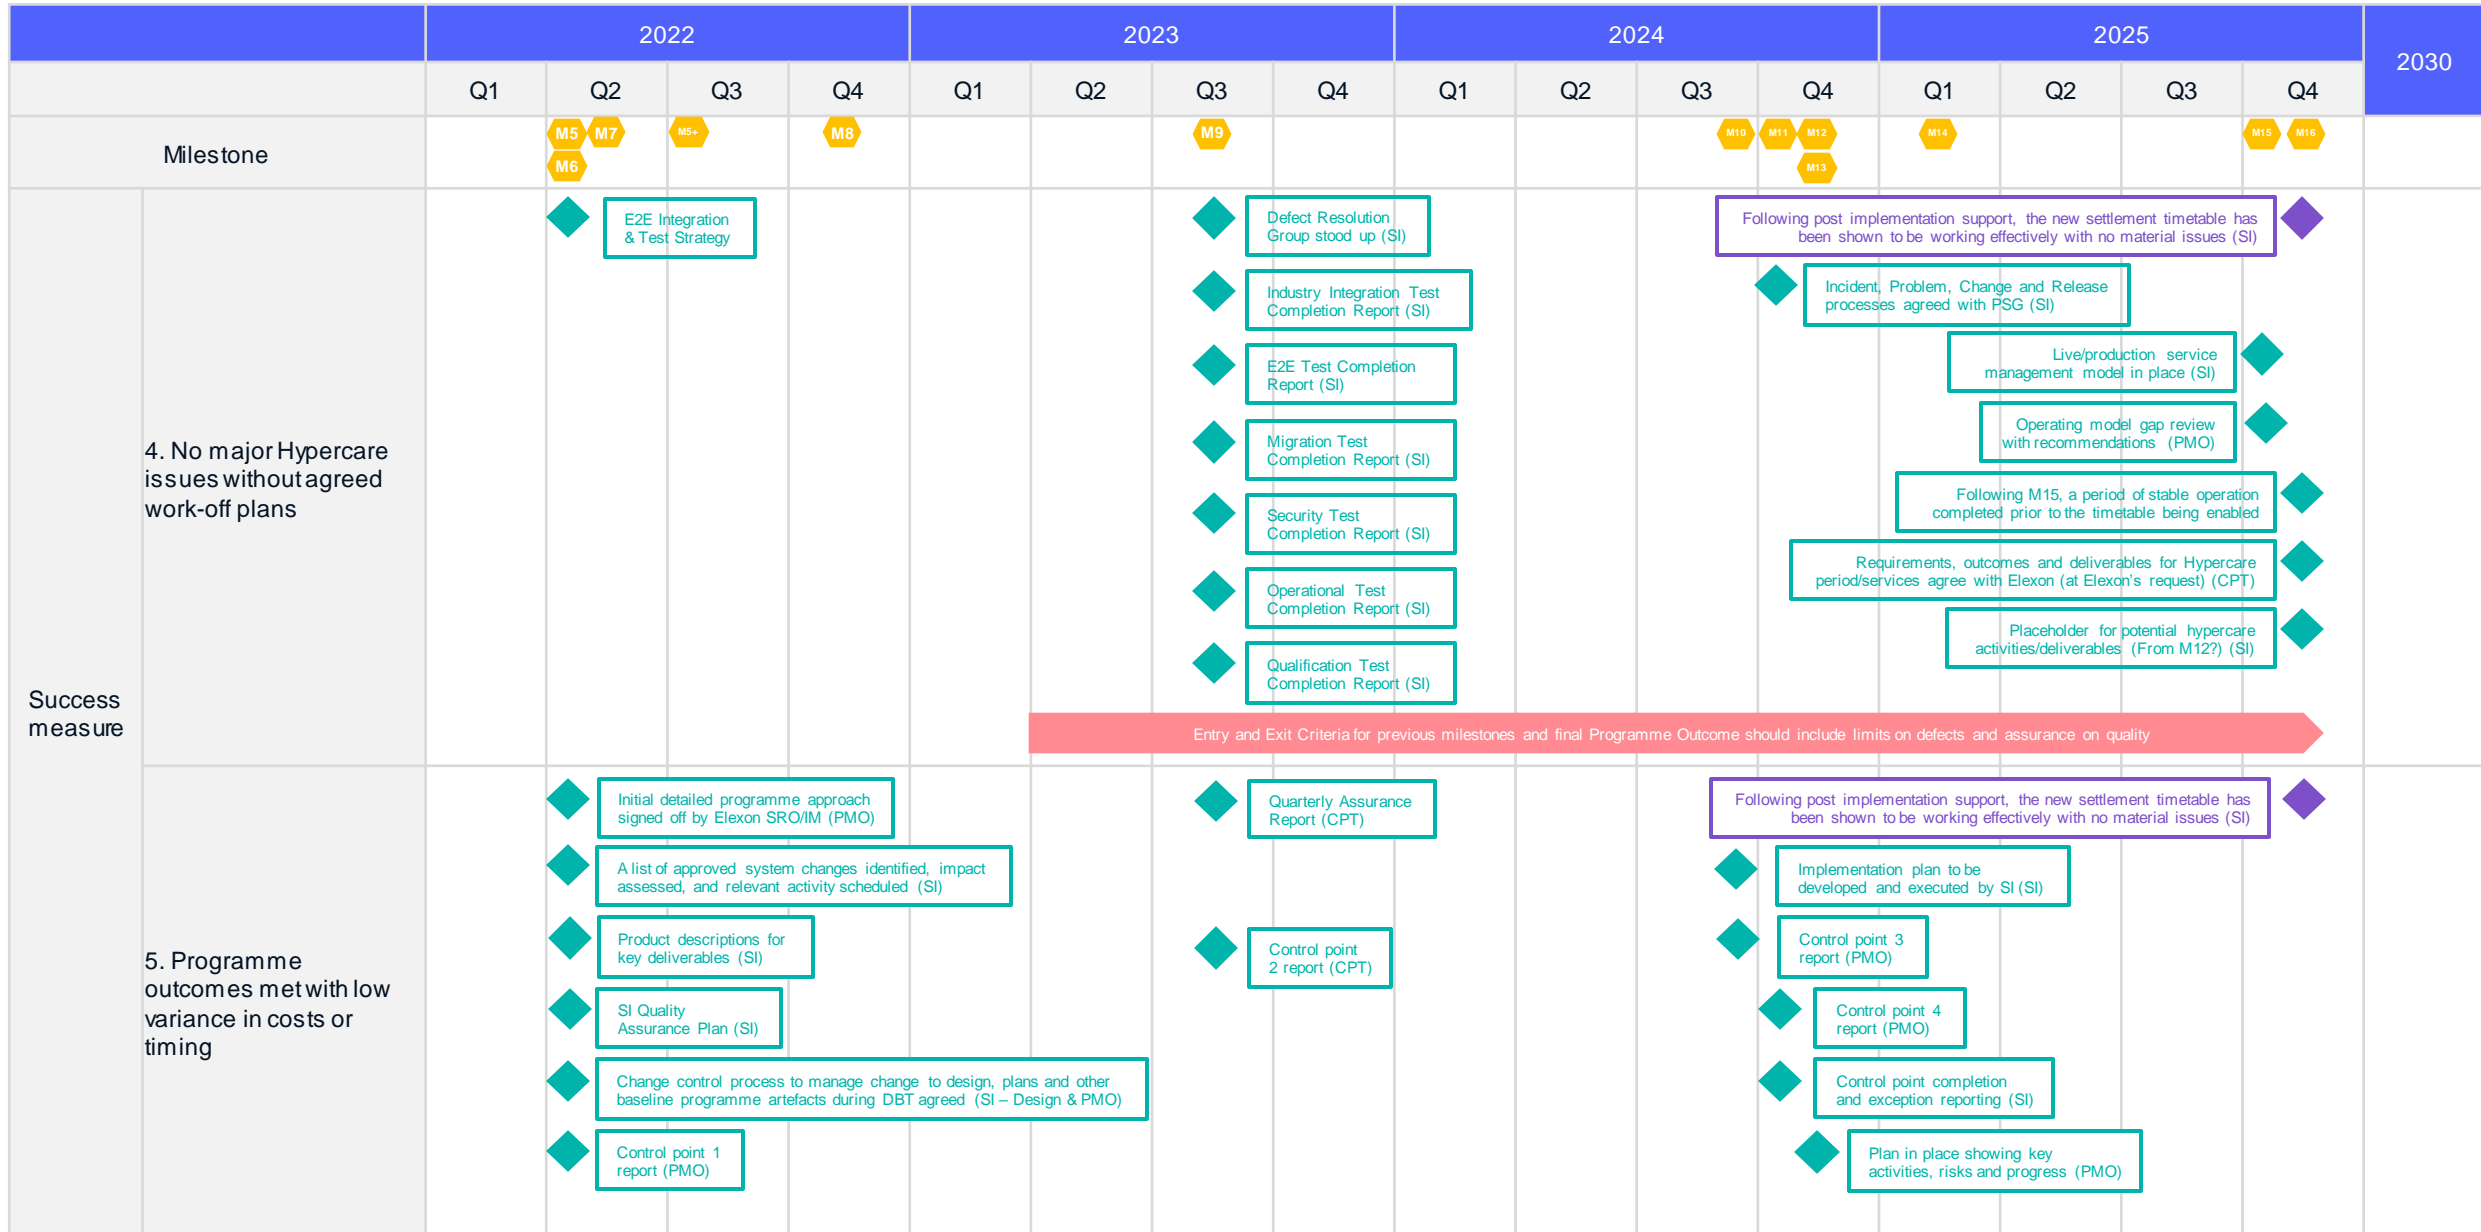 2022
2023
2024
2025
2030
Q1
Q2
Q3
Q4
Q1
Q2
Q3
Q4
Q1
Q2
Q3
Q4
Q1
Q2
Q3
Q4
Milestone
M5
M7
M5+
M8
M9
M10
M11
M12
M14
M15
M16
M6
M13
Success
measure
4. No major Hypercare
issues without agreed
work-off plans
E2E Integration
& Test Strategy
Defect Resolution
Group stood up (SI)
Industry Integration Test
Completion Report (SI)
E2E Test Completion
Report (SI)
Migration Test
Completion Report (SI)
Security Test
Completion Report (SI)
Operational Test
Completion Report (SI)
Qualification Test
Completion Report (SI)
Following post implementation support, the new settlement timetable has
been shown to be working effectively with no material issues (SI)
Incident, Problem, Change and Release
processes agreed with PSG (SI)
Live/production service
management model in place (SI)
Operating model gap review
with recommendations (PMO)
Following M15, a period of stable operation
completed prior to the timetable being enabled
Requirements, outcomes and deliverables for Hypercare
period/services agree with Elexon (at Elexon's request) (CPT)
Placeholder for potential hypercare
activities/deliverables (From M12?) (SI)
Entry and Exit Criteria for previous milestones and final Programme Outcome should include limits on defects and assurance on quality
5. Programme
outcomes met with low
variance in costs or
timing
Initial detailed programme approach
signed off by Elexon SRO/IM (PMO)
A list of approved system changes identified, impact
assessed, and relevant activity scheduled (SI)
Product descriptions for
key deliverables (SI)
SI Quality
Assurance Plan (SI)
Change control process to manage change to design, plans and other
baseline programme artefacts during DBT agreed (SI – Design & PMO)
Control point 1
report (PMO)
Quarterly Assurance
Report (CPT)
Control point
2 report (CPT)
Following post implementation support, the new settlement timetable has
been shown to be working effectively with no material issues (SI)
Implementation plan to be
developed and executed by SI (SI)
Control point 3
report (PMO)
Control point 4
report (PMO)
Control point completion
and exception reporting (SI)
Plan in place showing key
activities, risks and progress (PMO)